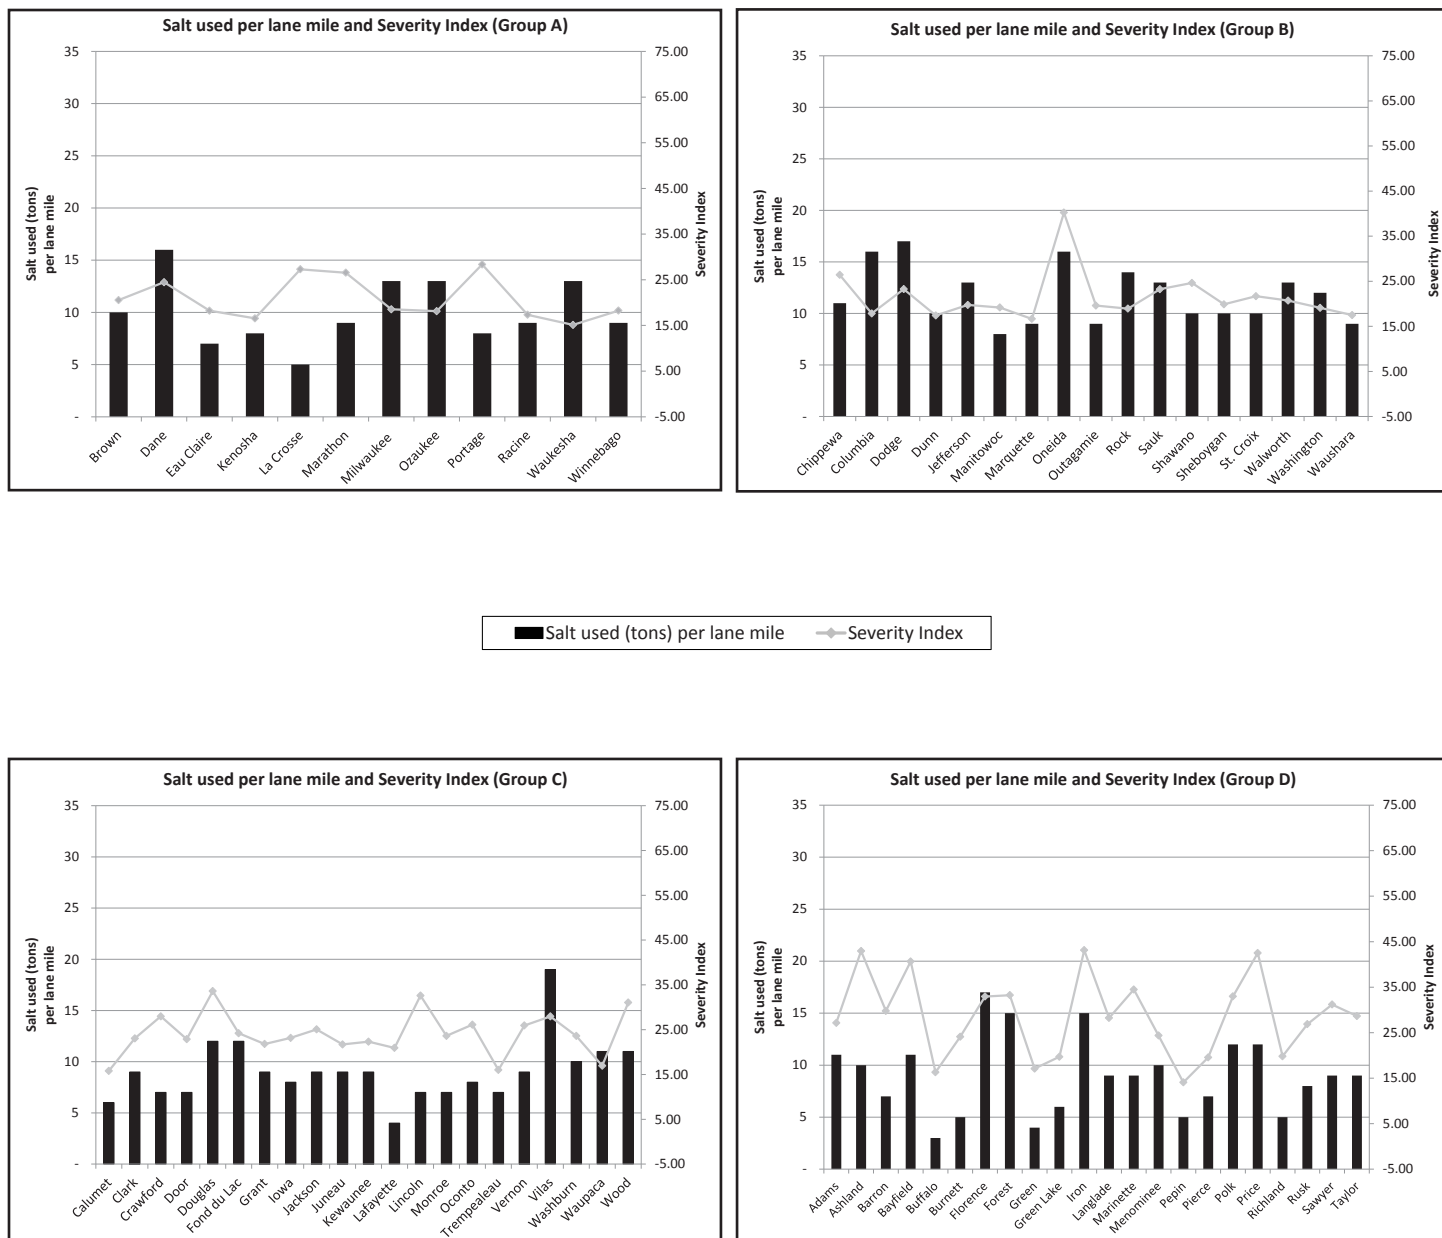 Salt used per lane mile and Severity Index (Group A)
35
30
25
20
15
10
5
-
75.00
65.00
55.00
45.00
35.00
25.00
15.00
5.00
-5.00
Salt used (tons)
per lane mile
Severity Index
Brown
Dane
Eau Claire
Kenosha
La Crosse
Marathon
Milwaukee
Ozaukee
Portage
Racine
Waukesha
Winnebago
Salt used per lane mile and Severity Index (Group B)
35
30
25
20
15
10
5
-
75.00
65.00
55.00
45.00
35.00
25.00
15.00
5.00
-5.00
Salt used (tons)
per lane mile
Severity Index
Chippewa
Columbia
Dodge
Dunn
Jefferson
Manitowoc
Marquette
Oneida
Outagamie
Rock
Sauk
Shawano
Sheboygan
St. Croix
Walworth
Washington
Waushara
Salt used (tons) per lane mile
Severity Index
Salt used per lane mile and Severity Index (Group C)
35
30
25
20
15
10
5
-
75.00
65.00
55.00
45.00
35.00
25.00
15.00
5.00
-5.00
Salt used (tons)
per lane mile
Severity Index
Calumet
Clark
Crawford
Door
Douglas
Fond du Lac
Grant
Iowa
Jackson
Juneau
Kewaunee
Lafayette
Lincoln
Monroe
Oconto
Trempealeau
Vernon
Vilas
Washburn
Waupaca
Wood
Salt used per lane mile and Severity Index (Group D)
35
30
25
20
15
10
5
-
75.00
65.00
55.00
45.00
35.00
25.00
15.00
5.00
-5.00
Salt used (tons)
per lane mile
Severity Index
Adams
Ashland
Barron
Bayfield
Buffalo
Burnett
Florence
Forest
Green
Green Lake
Iron
Langlade
Marinette
Menominee
Pepin
Pierce
Polk
Price
Richland
Rusk
Sawyer
Taylor